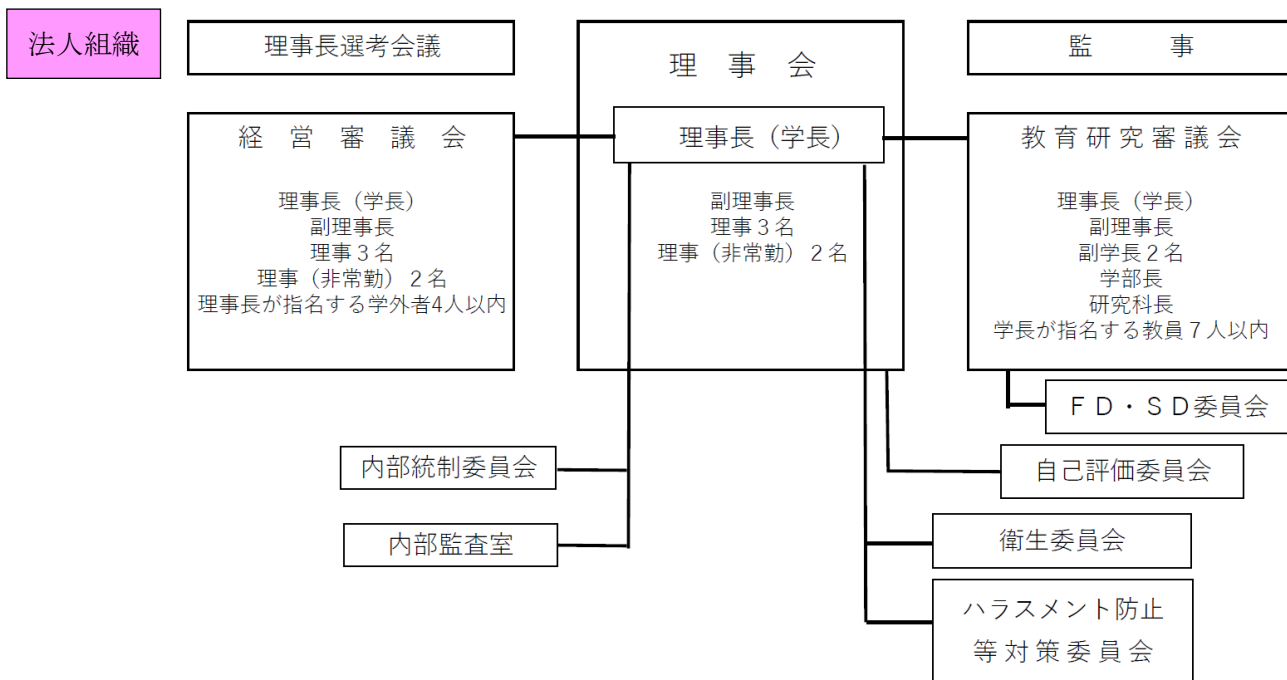 法人組織
理事長選考会議
理　事　会
監　　事
経　営　審　議　会
理事長（学長）
副理事長
理事３名
理事（非常勤）２名
理事長が指名する学外者4人以内
理事長（学長）
副理事長
理事３名
理事（非常勤）２名
教育研究審議会
理事長（学長）
副理事長
副学長２名
学部長
研究科長
学長が指名する教員７人以内
ＦＤ・ＳＤ委員会
内部統制委員会
自己評価委員会
内部監査室
衛生委員会
ハラスメント防止
等対策委員会